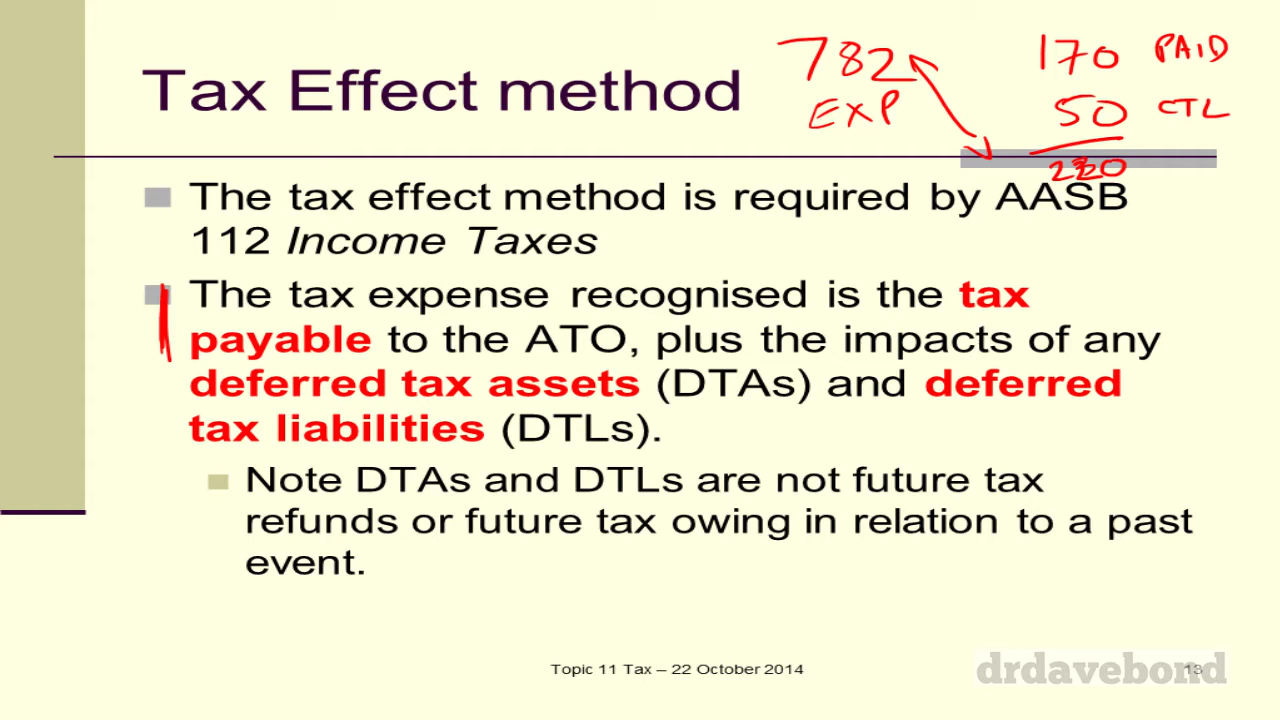 Tax Effect method
782
EXP
170 PAID
50 CTL
220
The tax effect method is required by AASB
112 Income Taxes
The tax expense recognised is the tax
payable to the ATO, plus the impacts of any
deferred tax assets (DTAs) and deferred
tax liabilities (DTLs).
Note DTAs and DTLs are not future tax
refunds or future tax owing in relation to a past
event.
Topic 11 Tax – 22 October 2014
drdavebond
13